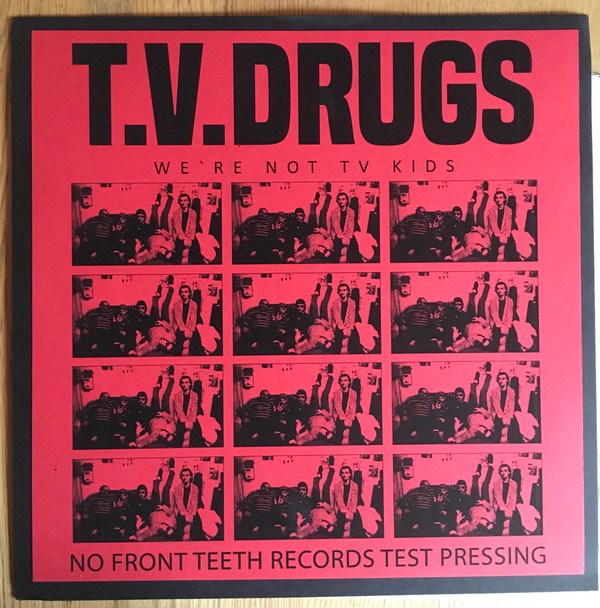 T.V.DRUGS
WE`RE NOT TV KIDS
NO FRONT TEETH RECORDS TEST PRESSING